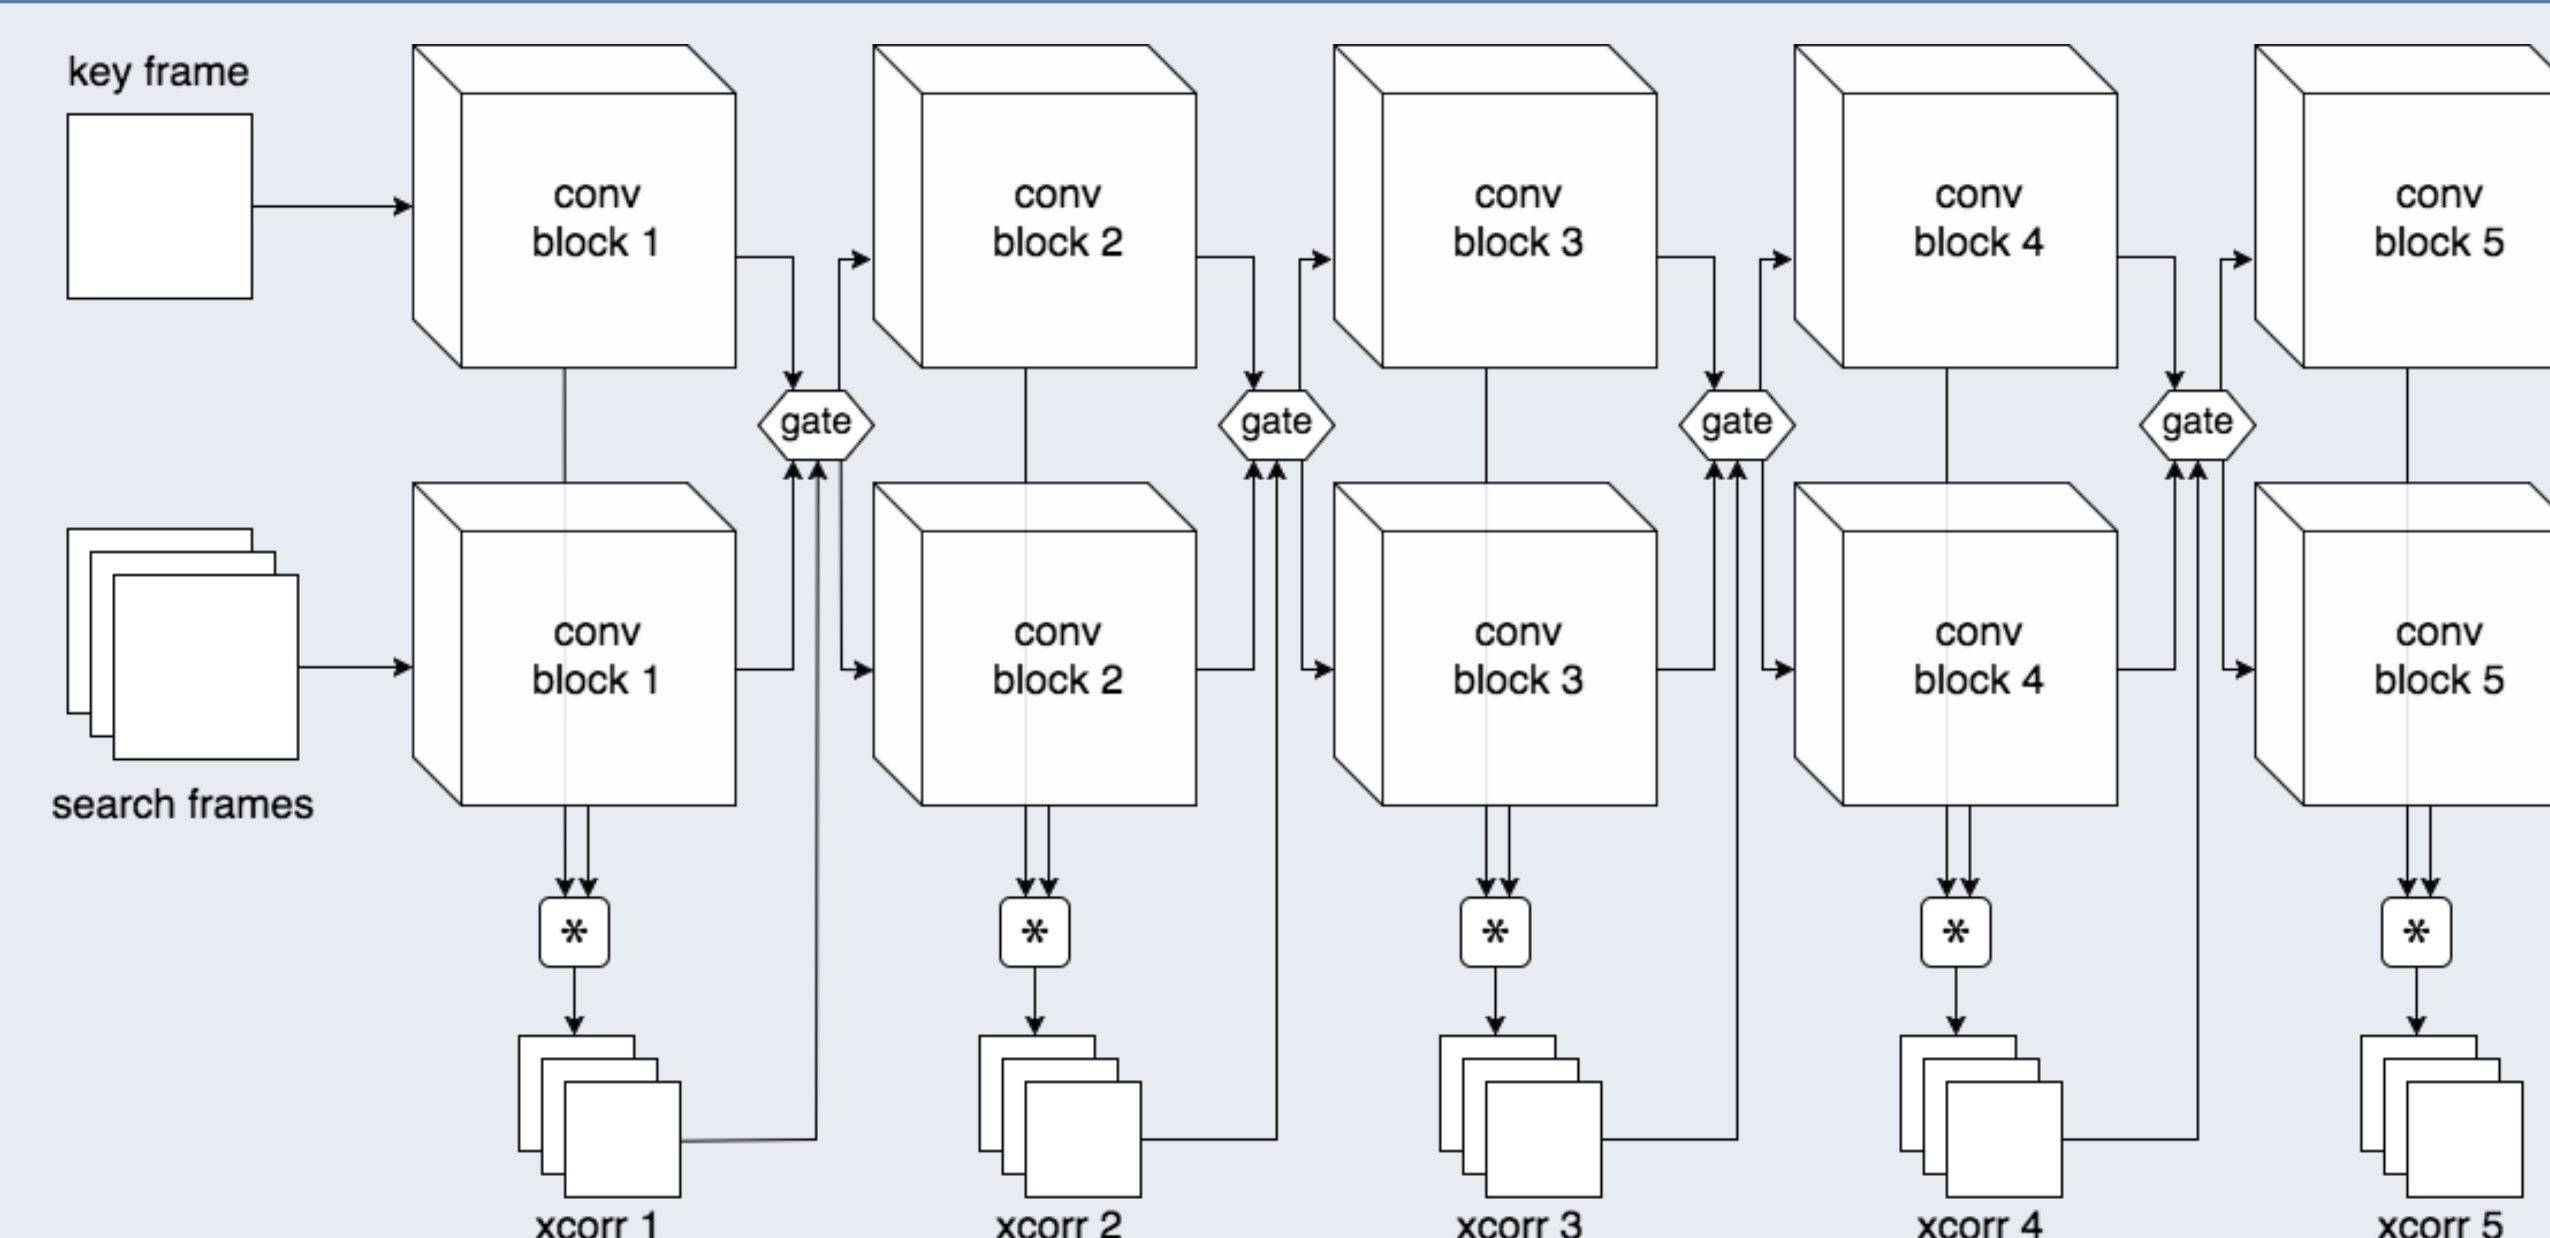 key frame
conv
block 1
conv
block 2
conv
block 3
conv
block 4
conv
block 5
gate
gate
gate
gate
conv
block 1
conv
block 2
conv
block 3
conv
block 4
conv
block 5
search frames
*
*
*
*
*
xcorr 1
xcorr 2
xcorr 3
xcorr 4
xcorr 5